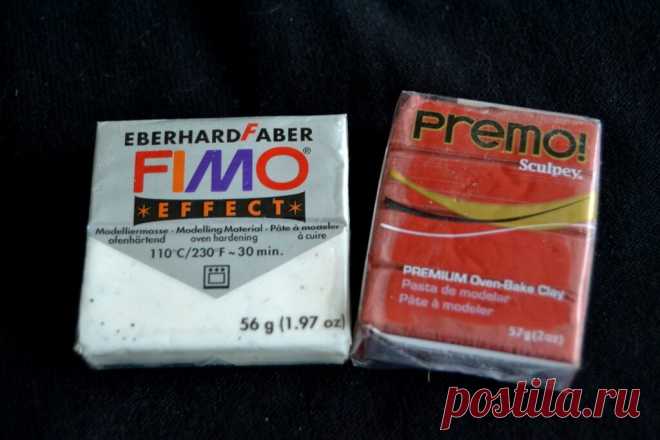 EBERHARDFABER
FIMO®
EFFECT
Modelliermasse - Modelling Material - Pâte à modeler
ofenhärtend oven hardening à cuire
110°C/230°F ~ 30 min.
56 g (1.97 oz)
Premo!
Sculpey®
PREMIUM Oven-Bake Clay
Pasta de modelar
Pâte à modeler
57g(2oz)
postila.ru